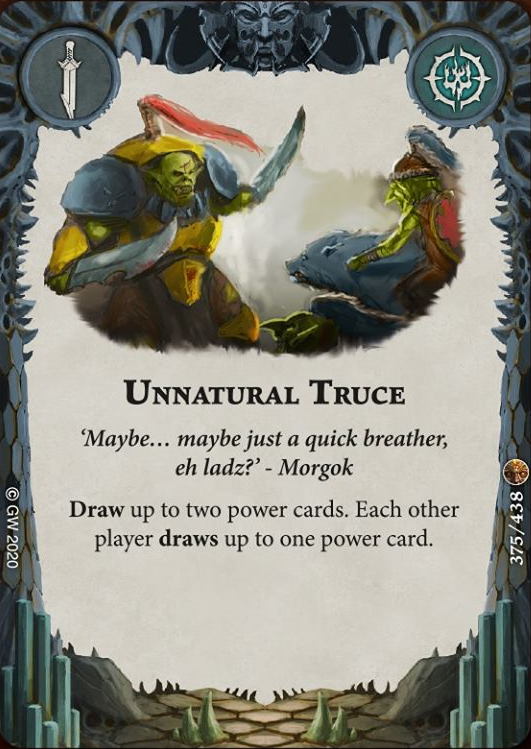 Unnatural Truce
‘Maybe… maybe just a quick breather,
eh ladz?’ - Morgok
Draw up to two power cards. Each other
player draws up to one power card.
© GW 2020
375/438